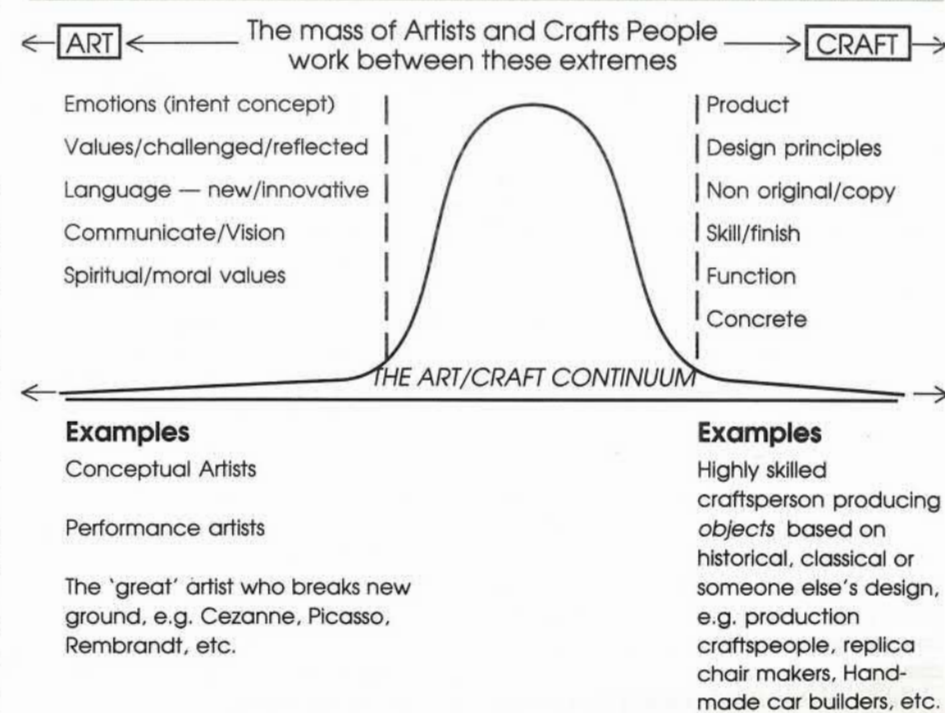 ART
The mass of Artists and Crafts People
work between these extremes
CRAFT
Emotions (intent concept)
Values/challenged/reflected
Language — new/innovative
Communicate/Vision
Spiritual/moral values
Product
Design principles
Non original/copy
Skill/finish
Function
Concrete
THE ART/CRAFT CONTINUUM
Examples
Conceptual Artists
Performance artists
The 'great' artist who breaks new
ground, e.g. Cezanne, Picasso,
Rembrandt, etc.
Examples
Highly skilled
craftsperson producing
objects based on
historical, classical or
someone else's design,
e.g. production
craftspeople, replica
chair makers, Hand-
made car builders, etc.